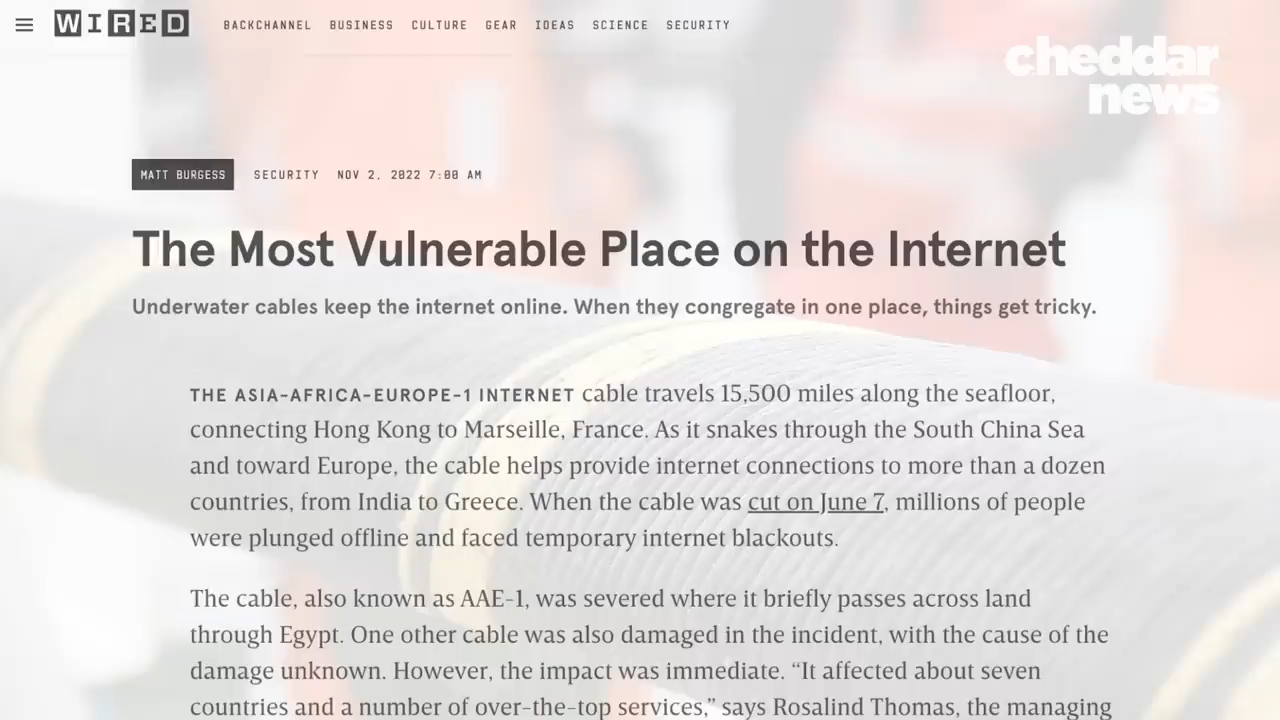 WIRED BACKCHANNEL BUSINESS CULTURE GEAR IDEAS SCIENCE SECURITY
cheddar
news
MATT BURGESS SECURITY NOV 2, 2022 7:00 AM
The Most Vulnerable Place on the Internet
Underwater cables keep the internet online. When they congregate in one place, things get tricky.
THE ASIA-AFRICA-EUROPE-1 INTERNET cable travels 15,500 miles along the seafloor,
connecting Hong Kong to Marseille, France. As it snakes through the South China Sea
and toward Europe, the cable helps provide internet connections to more than a dozen
countries, from India to Greece. When the cable was cut on June 7, millions of people
were plunged offline and faced temporary internet blackouts.
The cable, also known as AAE-1, was severed where it briefly passes across land
through Egypt. One other cable was also damaged in the incident, with the cause of the
damage unknown. However, the impact was immediate. “It affected about seven
countries and a number of over-the-top services,” says Rosalind Thomas, the managing